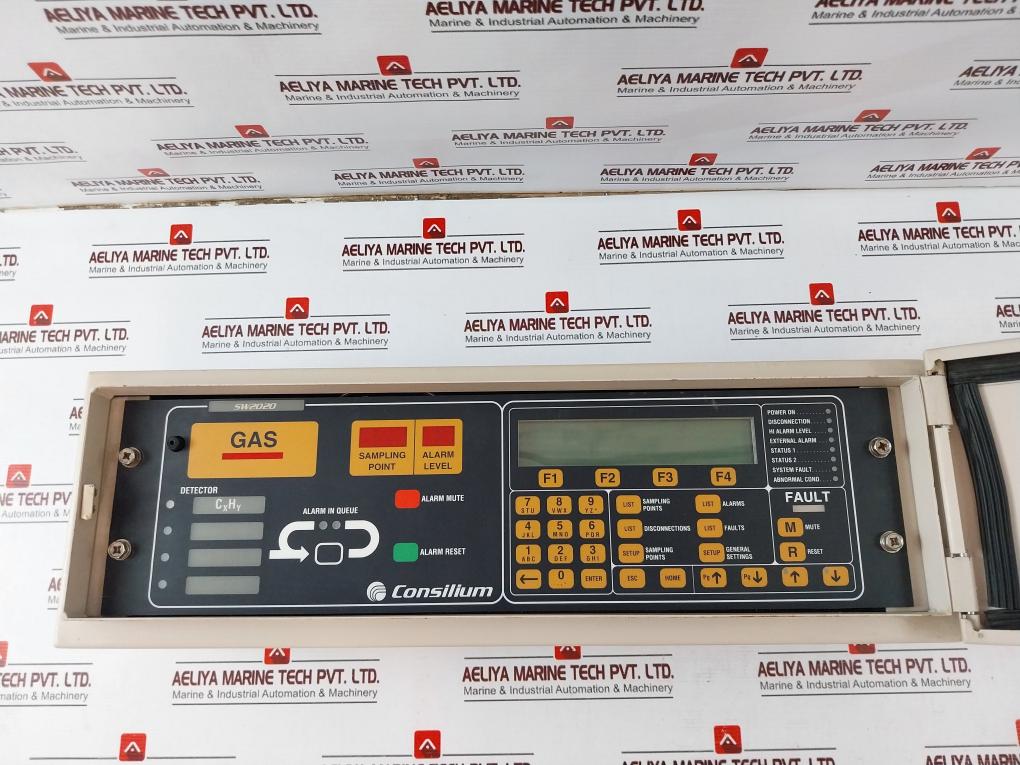 AELIYA MARINE TECH PVT. LTD.
Marine & Industrial Automation & Machinery
SW2020
GAS
SAMPLING POINT
ALARM LEVEL
DETECTOR
CXHY
ALARM IN QUEUE
ALARM MUTE
ALARM RESET
Consilium
F1 F2 F3 F4
POWER ON
DISCONNECTION
HI ALARM LEVEL
EXTERNAL ALARM
STATUS 1
STATUS 2
SYSTEM FAULT
ABNORMAL COND.
7 STU
8 VWX
9 YZ*
4 JKL
5 MNO
6 PQR
1 ABC
2 DEF
3 GHI
← 0 ENTER
LIST SAMPLING POINTS
LIST ALARMS
LIST DISCONNECTIONS
LIST FAULTS
SETUP SAMPLING POINTS
SETUP GENERAL SETTINGS
ESC HOME Pg↑ Pg↓ ↑ ↓
FAULT
M MUTE
R RESET